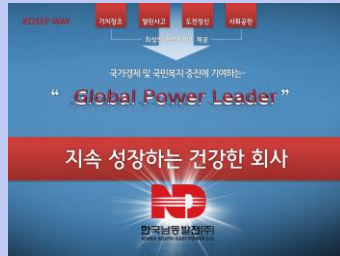 KOSEP WAY
가치창조 열린사고 도전정신 사회공헌
제공
국가경제 및 국민복지 증진에 기여하는
“ Global Power Leader ”
지속 성장하는 건강한 회사
한국남동발전(주)
KOREA SOUTH-EAST POWER CO.